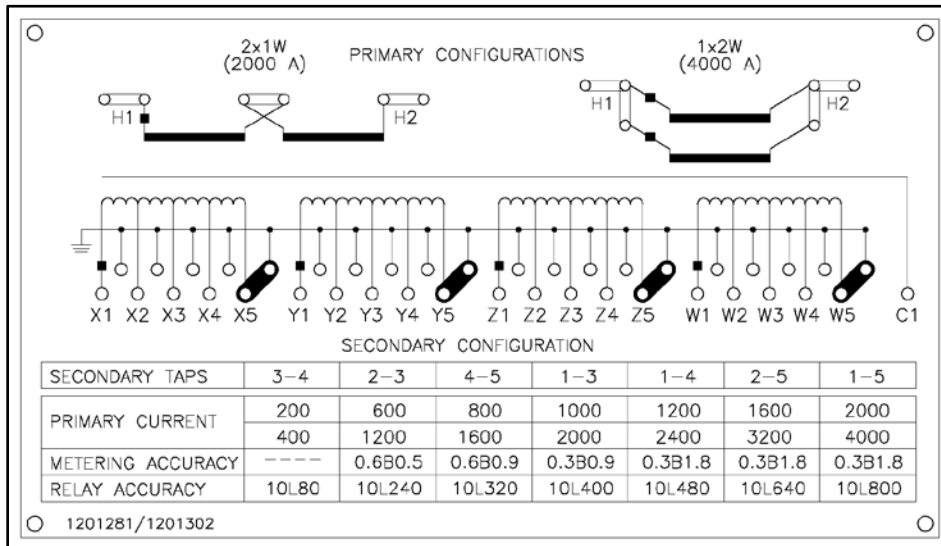 PRIMARY CONFIGURATIONS
2x1W
(2000 A)
1x2W
(4000 A)
H1
H2
H1
H2
X1 X2 X3 X4 X5 Y1 Y2 Y3 Y4 Y5 Z1 Z2 Z3 Z4 Z5 W1 W2 W3 W4 W5 C1
SECONDARY CONFIGURATION
SECONDARY TAPS 3-4 2-3 4-5 1-3 1-4 2-5 1-5
PRIMARY CURRENT
200 600 800 1000 1200 1600 2000
400 1200 1600 2000 2400 3200 4000
METERING ACCURACY ---- 0.6B0.5 0.6B0.9 0.3B0.9 0.3B1.8 0.3B1.8 0.3B1.8
RELAY ACCURACY 10L80 10L240 10L320 10L400 10L480 10L640 10L800
1201281/1201302